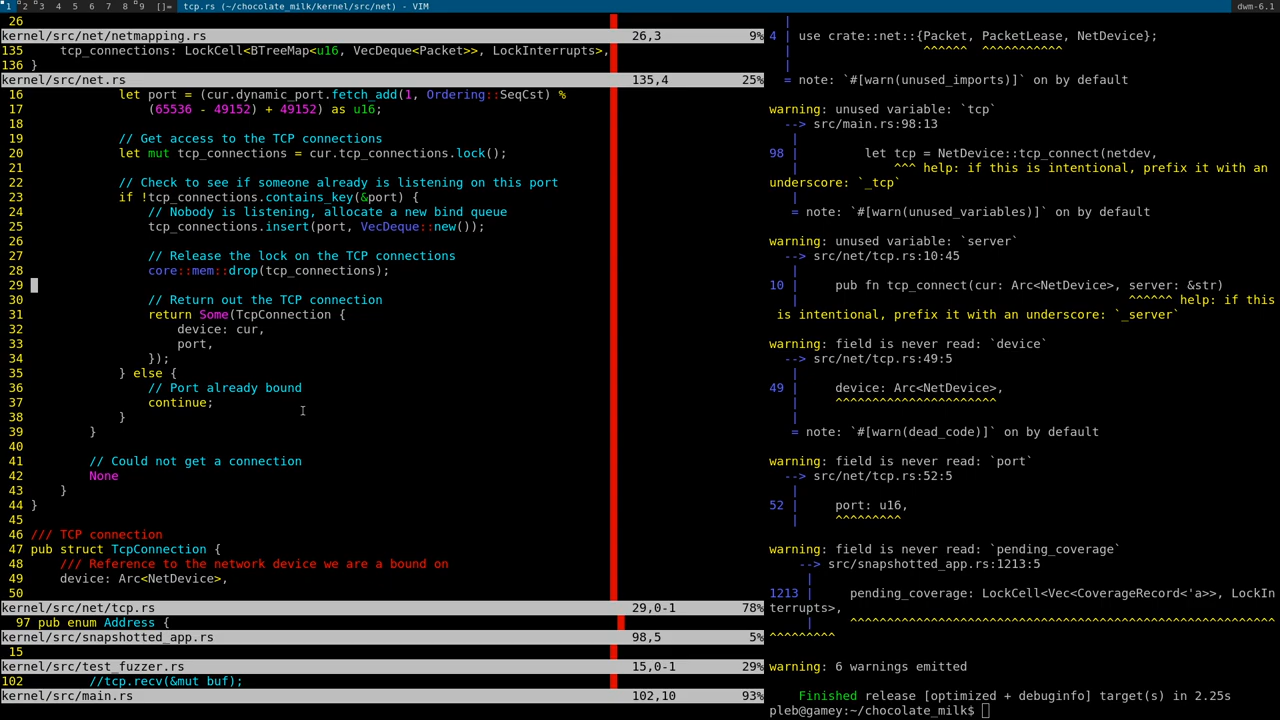 1 2 3 4 5 6 7 8 9 []= tcp.rs (~/chocolate_milk/kernel/src/net) - VIM dwm-6.1
26
kernel/src/net/netmapping.rs 26,3 9%
135     tcp_connections: LockCell<BTreeMap<u16, VecDeque<Packet>>, LockInterrupts>,
136 }
kernel/src/net.rs 135,4 25%
16             let port = (cur.dynamic_port.fetch_add(1, Ordering::SeqCst) %
17                 (65536 - 49152) + 49152) as u16;
18
19             // Get access to the TCP connections
20             let mut tcp_connections = cur.tcp_connections.lock();
21
22             // Check to see if someone already is listening on this port
23             if !tcp_connections.contains_key(&port) {
24                 // Nobody is listening, allocate a new bind queue
25                 tcp_connections.insert(port, VecDeque::new());
26
27                 // Release the lock on the TCP connections
28                 core::mem::drop(tcp_connections);
29
30                 // Return out the TCP connection
31                 return Some(TcpConnection {
32                     device: cur,
33                     port,
34                 });
35             } else {
36                 // Port already bound
37                 continue;
38             }
39         }
40
41         // Could not get a connection
42         None
43     }
44 }
45
46 /// TCP connection
47 pub struct TcpConnection {
48     /// Reference to the network device we are a bound on
49     device: Arc<NetDevice>,
50
kernel/src/net/tcp.rs 29,0-1 78%
97 pub enum Address {
kernel/src/snapshotted_app.rs 98,5 5%
15
kernel/src/test_fuzzer.rs 15,0-1 29%
102         //tcp.recv(&mut buf);
kernel/src/main.rs 102,10 93%
  |
4 | use crate::net::{Packet, PacketLease, NetDevice};
  |                  ^^^^^^  ^^^^^^^^^^^
  |
  = note: `#[warn(unused_imports)]` on by default
warning: unused variable: `tcp`
  --> src/main.rs:98:13
   |
98 |         let tcp = NetDevice::tcp_connect(netdev,
   |             ^^^ help: if this is intentional, prefix it with an
underscore: `_tcp`
   = note: `#[warn(unused_variables)]` on by default
warning: unused variable: `server`
  --> src/net/tcp.rs:10:45
   |
10 |     pub fn tcp_connect(cur: Arc<NetDevice>, server: &str)
   |                                             ^^^^^^ help: if this
 is intentional, prefix it with an underscore: `_server`
warning: field is never read: `device`
  --> src/net/tcp.rs:49:5
   |
49 |     device: Arc<NetDevice>,
   |     ^^^^^^^^^^^^^^^^^^^^^^
   |
   = note: `#[warn(dead_code)]` on by default
warning: field is never read: `port`
  --> src/net/tcp.rs:52:5
   |
52 |     port: u16,
   |     ^^^^^^^^^
warning: field is never read: `pending_coverage`
    --> src/snapshotted_app.rs:1213:5
     |
1213 |     pending_coverage: LockCell<Vec<CoverageRecord<'a>>, LockIn
terrupts>,
     |     ^^^^^^^^^^^^^^^^^^^^^^^^^^^^^^^^^^^^^^^^^^^^^^^^^^^^^^^^^^
^^^^^^^^^
warning: 6 warnings emitted
    Finished release [optimized + debuginfo] target(s) in 2.25s
pleb@gamey:~/chocolate_milk$